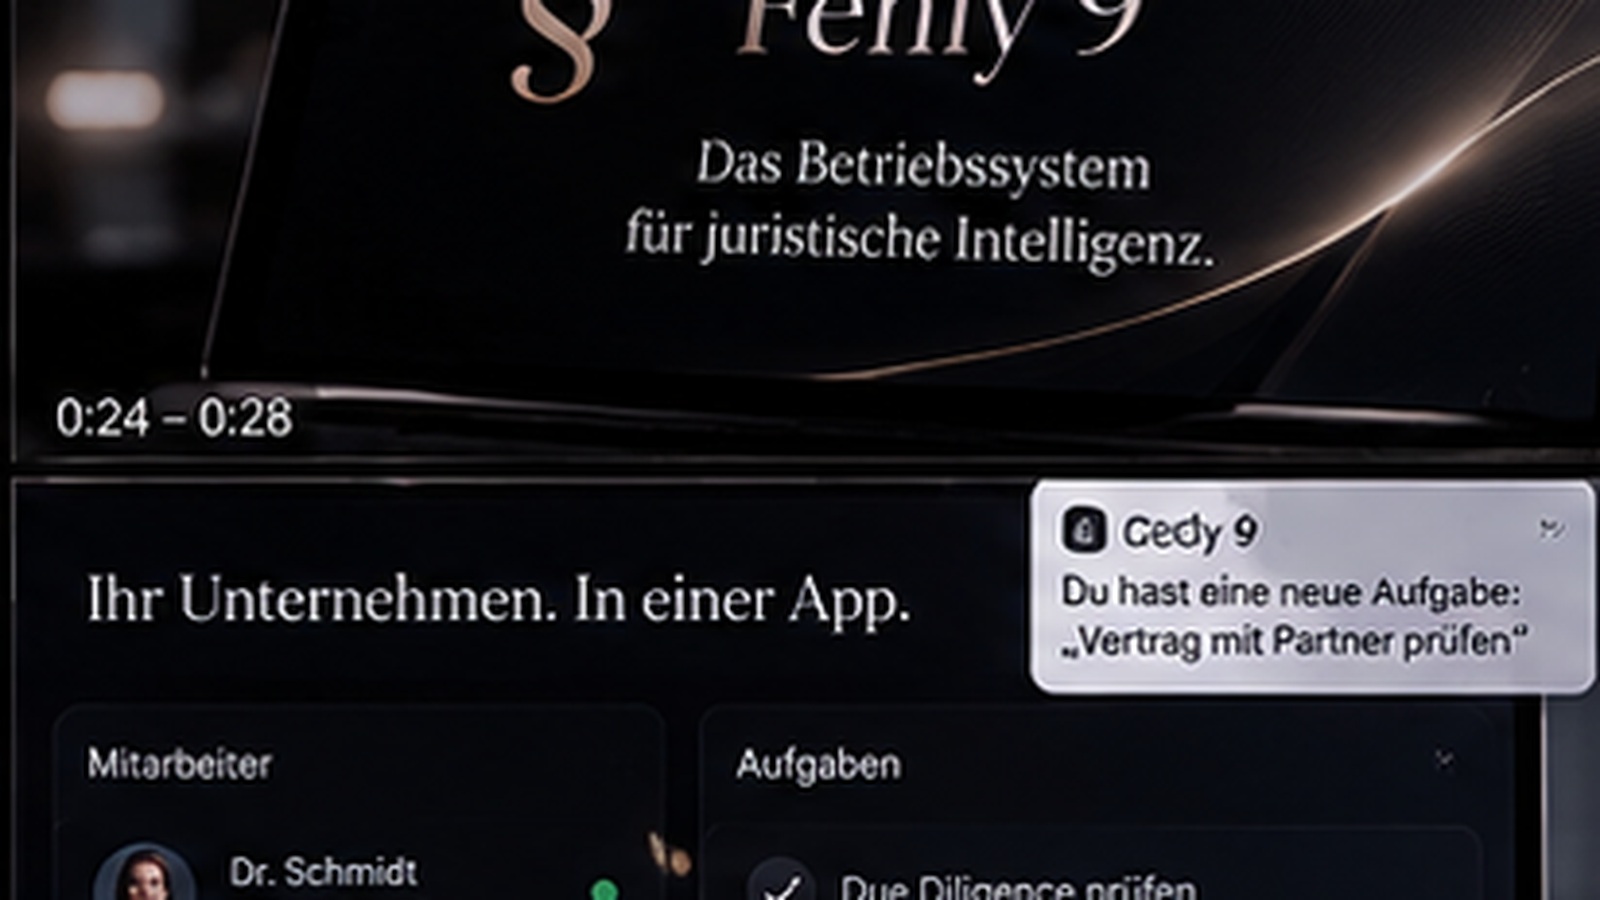 § Fenly 9
Das Betriebssystem
für juristische Intelligenz.
0:24 – 0:28
Gedy 9
Du hast eine neue Aufgabe:
„Vertrag mit Partner prüfen“
Ihr Unternehmen. In einer App.
Mitarbeiter
Aufgaben
Dr. Schmidt
Due Diligence prüfen